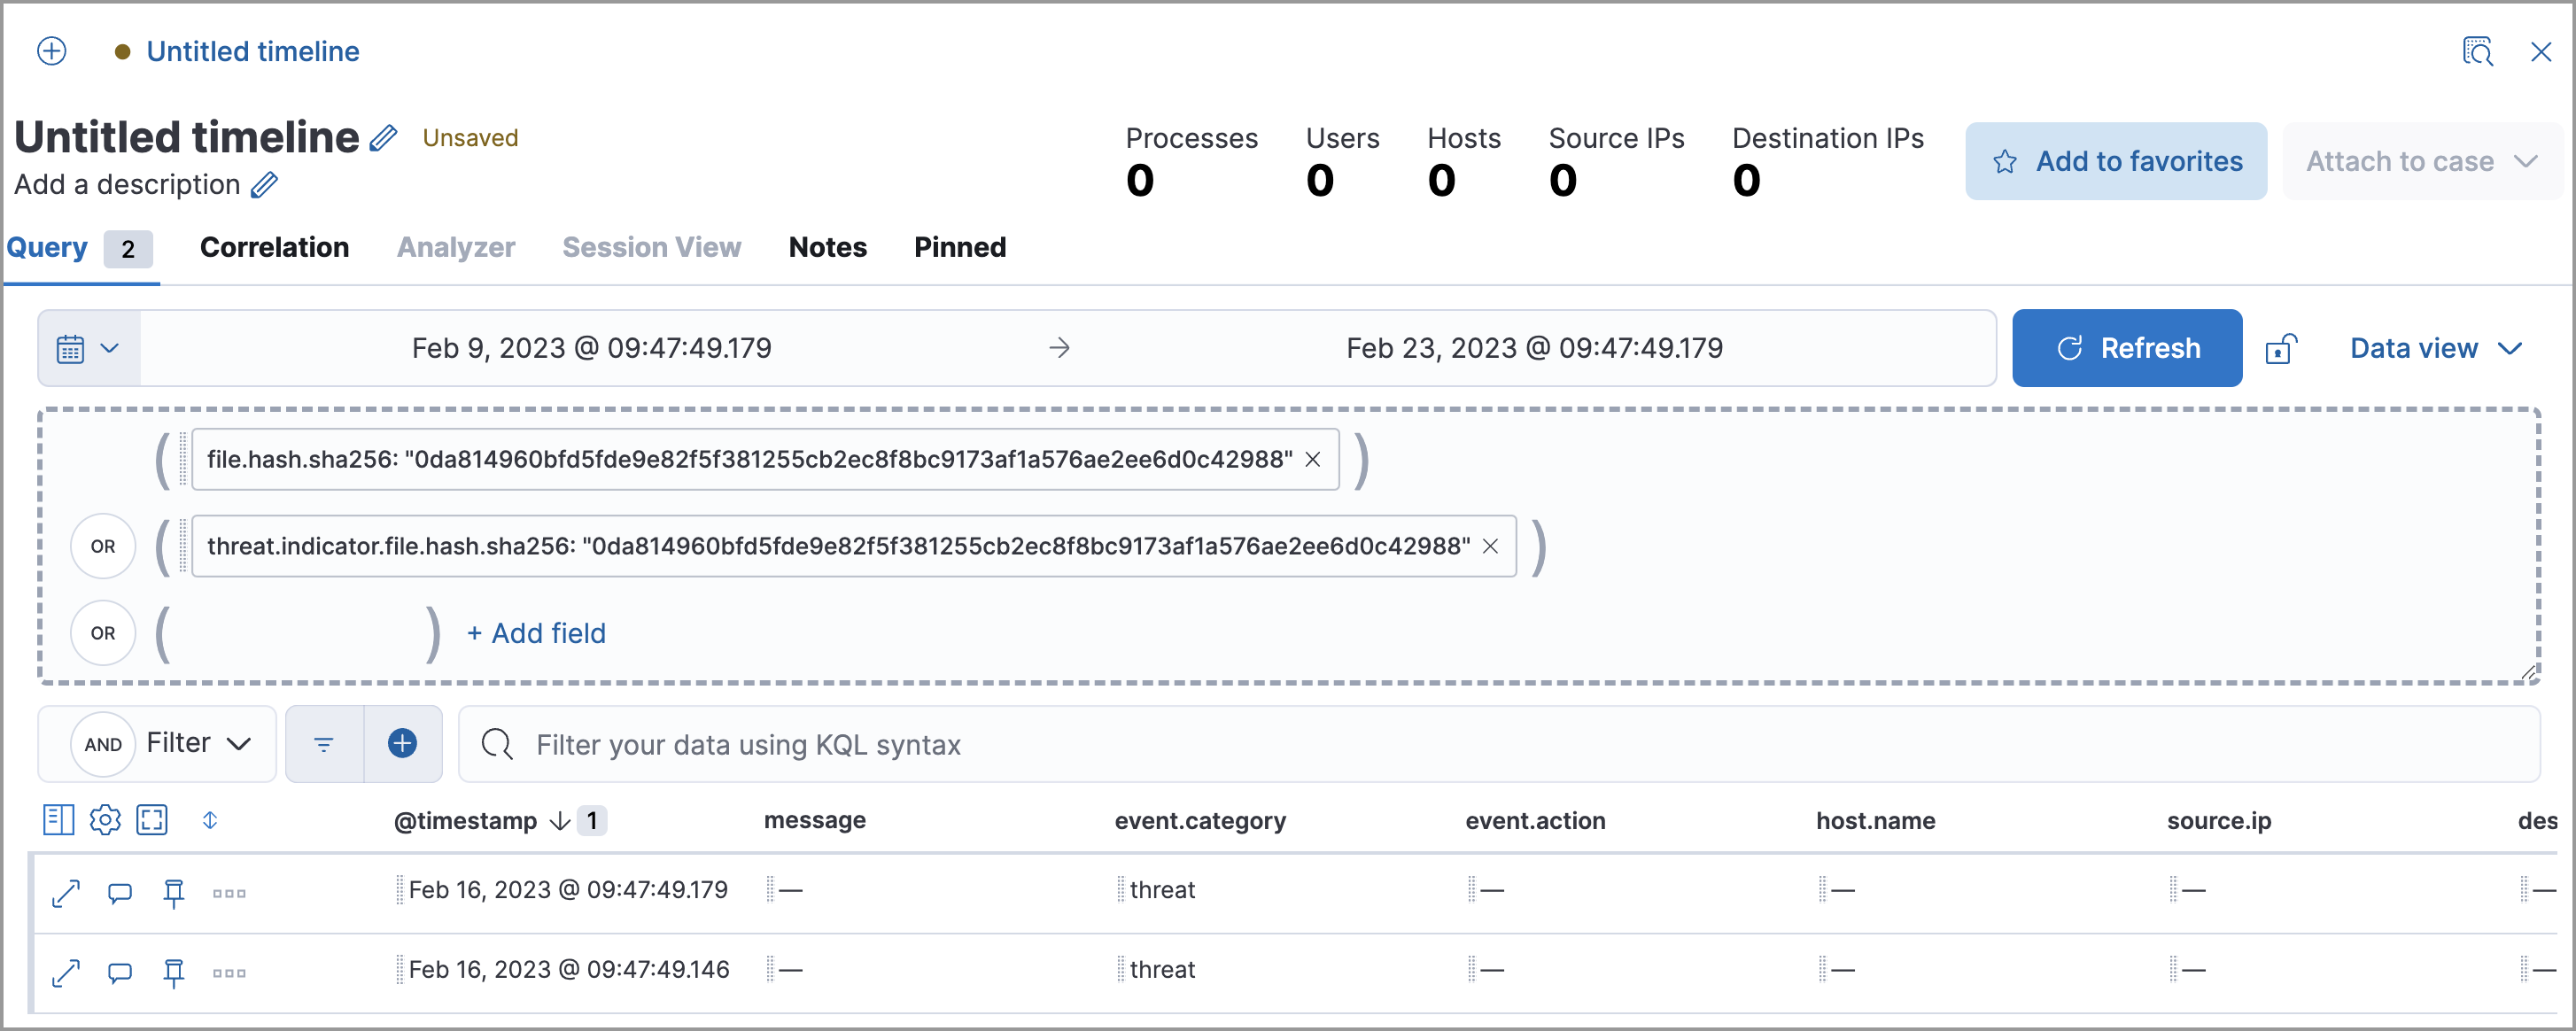 Untitled timeline
Untitled timeline Unsaved
Add a description
Processes Users Hosts Source IPs Destination IPs
0 0 0 0 0
Add to favorites Attach to case
Query 2 Correlation Analyzer Session View Notes Pinned
Feb 9, 2023 @ 09:47:49.179 → Feb 23, 2023 @ 09:47:49.179 Refresh Data view
( file.hash.sha256: "0da814960bfd5fde9e82f5f381255cb2ec8f8bc9173af1a576ae2ee6d0c42988" )
OR ( threat.indicator.file.hash.sha256: "0da814960bfd5fde9e82f5f381255cb2ec8f8bc9173af1a576ae2ee6d0c42988" )
OR ( ) + Add field
AND Filter Filter your data using KQL syntax
@timestamp ↓ 1 message event.category event.action host.name source.ip des
Feb 16, 2023 @ 09:47:49.179 — threat — — — —
Feb 16, 2023 @ 09:47:49.146 — threat — — — —